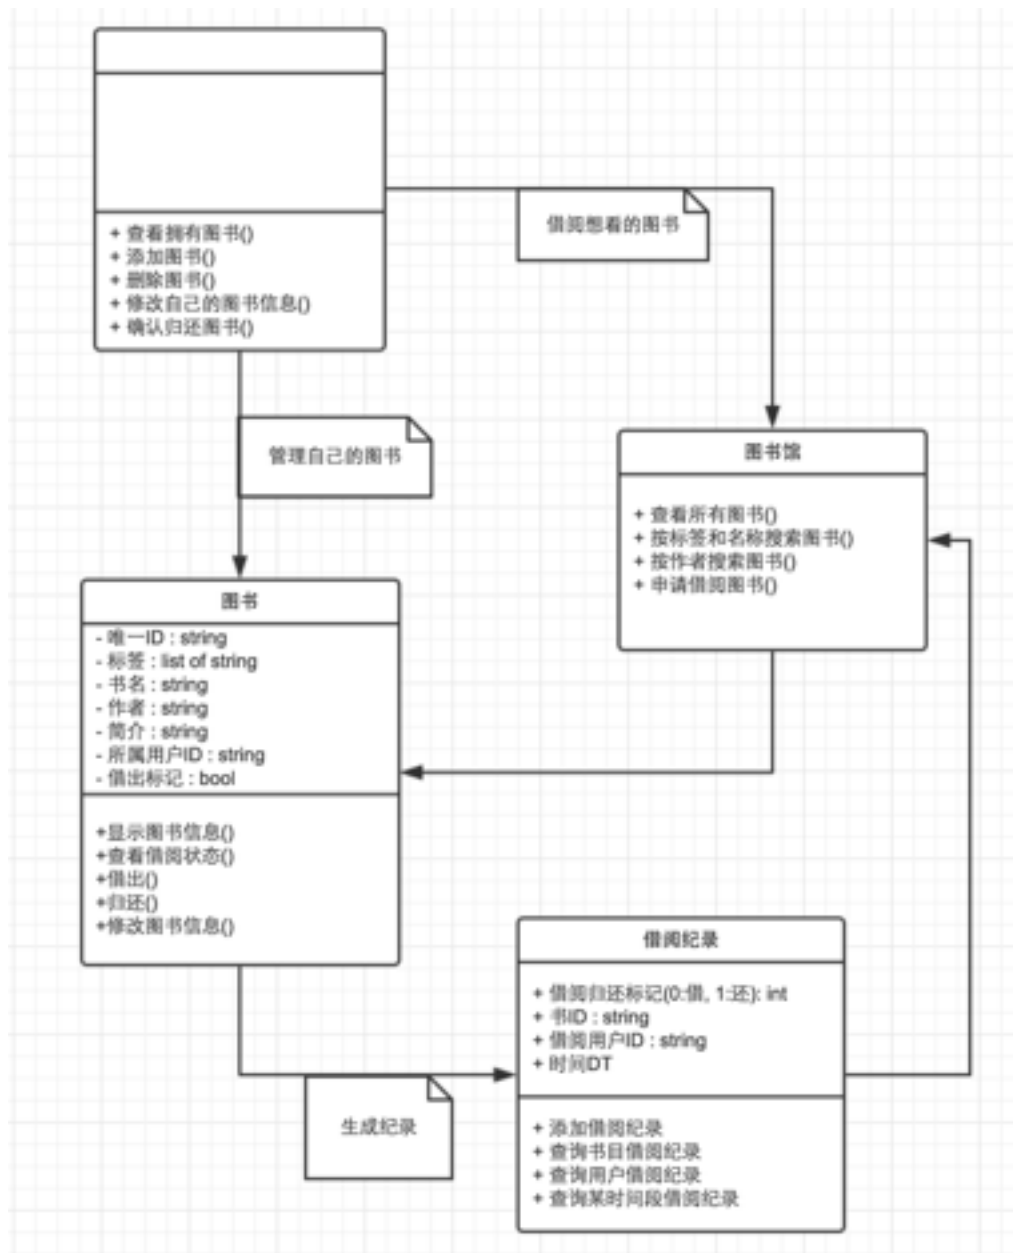 + 查看拥有图书()
+ 添加图书()
+ 删除图书()
+ 修改自己的图书信息()
+ 确认归还图书()
借阅想看的图书
管理自己的图书
图书馆
+ 查看所有图书()
+ 按标签和名称搜索图书()
+ 按作者搜索图书()
+ 申请借阅图书()
图书
- 唯一ID : string
- 标签 : list of string
- 书名 : string
- 作者 : string
- 简介 : string
- 所属用户ID : string
- 借出标记 : bool
+显示图书信息()
+查看借阅状态()
+借出()
+归还()
+修改图书信息()
借阅纪录
+ 借阅归还标记(0:借, 1:还): int
+ 书ID : string
+ 借阅用户ID : string
+ 时间DT
生成纪录
+ 添加借阅纪录
+ 查询书目借阅纪录
+ 查询用户借阅纪录
+ 查询某时间段借阅纪录